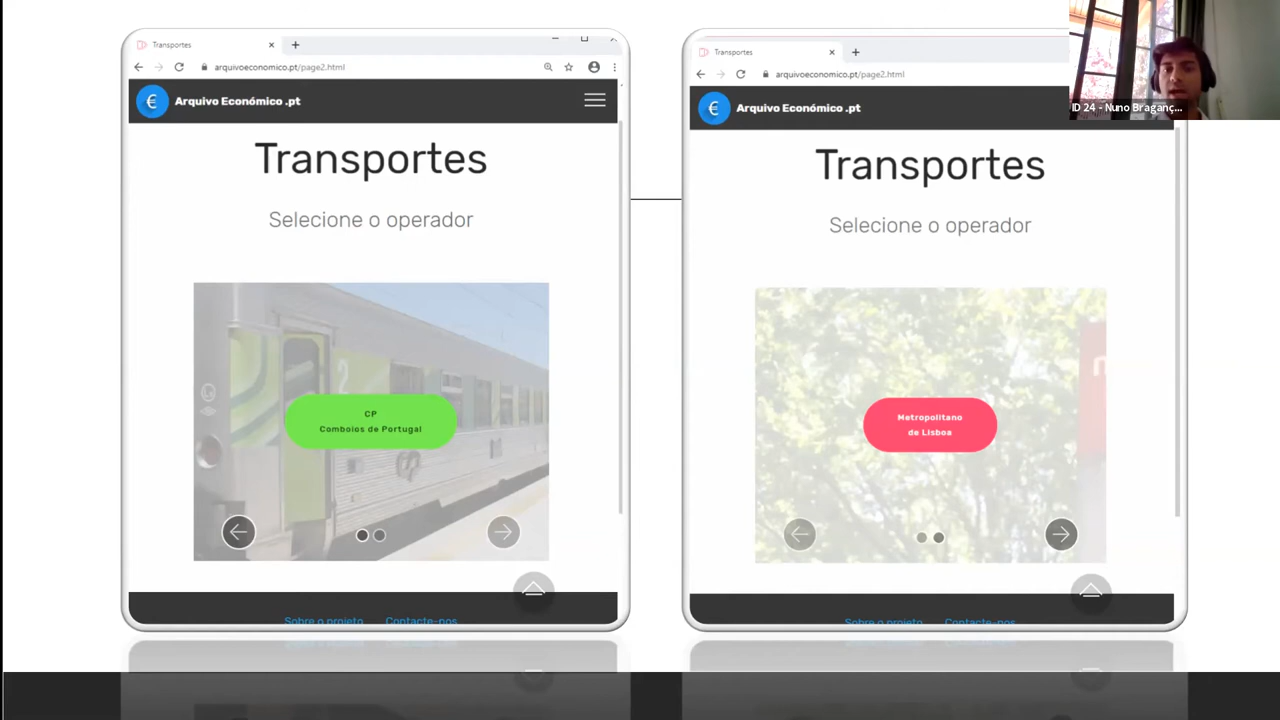 Transportes
arquivoeconomico.pt/page2.html
Arquivo Económico .pt
Transportes
Selecione o operador
2
CP
Comboios de Portugal
Sobre o projeto Contacte-nos
Transportes
arquivoeconomico.pt/page2.html
Arquivo Económico .pt
Transportes
Selecione o operador
Metropolitano
de Lisboa
Sobre o projeto Contacte-nos
ID 24 - Nuno Braganç...